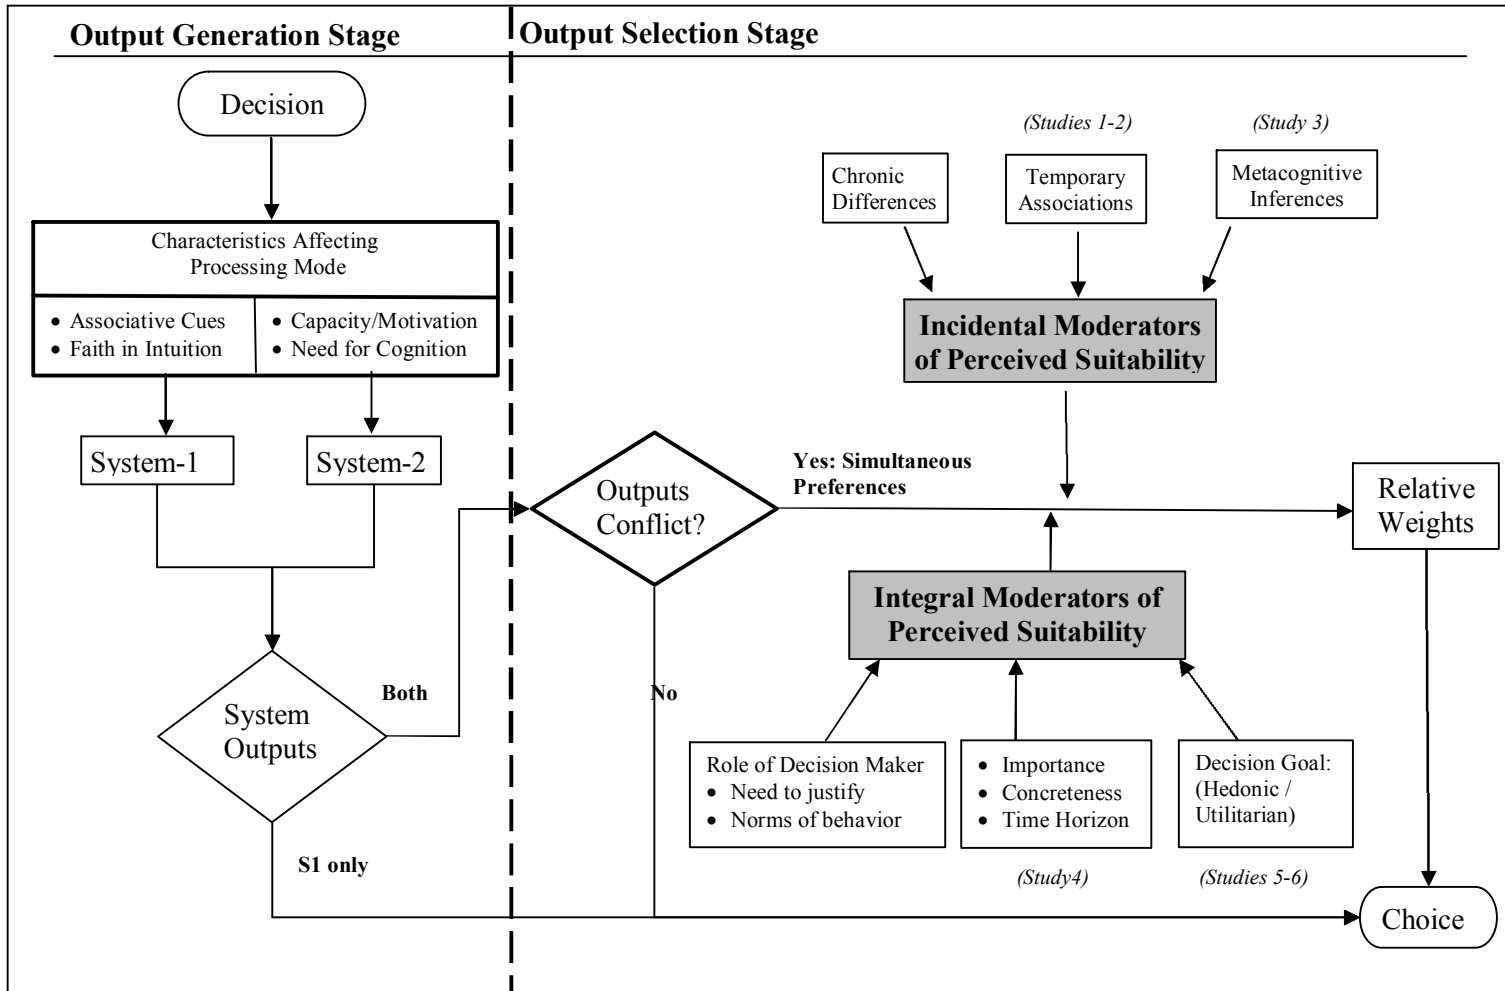 Output Generation Stage
Output Selection Stage
Decision
Characteristics Affecting
Processing Mode
• Associative Cues
• Faith in Intuition
• Capacity/Motivation
• Need for Cognition
System-1
System-2
System
Outputs
Both
S1 only
(Studies 1-2)
(Study 3)
Chronic
Differences
Temporary
Associations
Metacognitive
Inferences
Incidental Moderators
of Perceived Suitability
Outputs
Conflict?
Yes: Simultaneous
Preferences
No
Relative
Weights
Integral Moderators of
Perceived Suitability
Role of Decision Maker
• Need to justify
• Norms of behavior
• Importance
• Concreteness
• Time Horizon
Decision Goal:
(Hedonic /
Utilitarian)
(Study4)
(Studies 5-6)
Choice